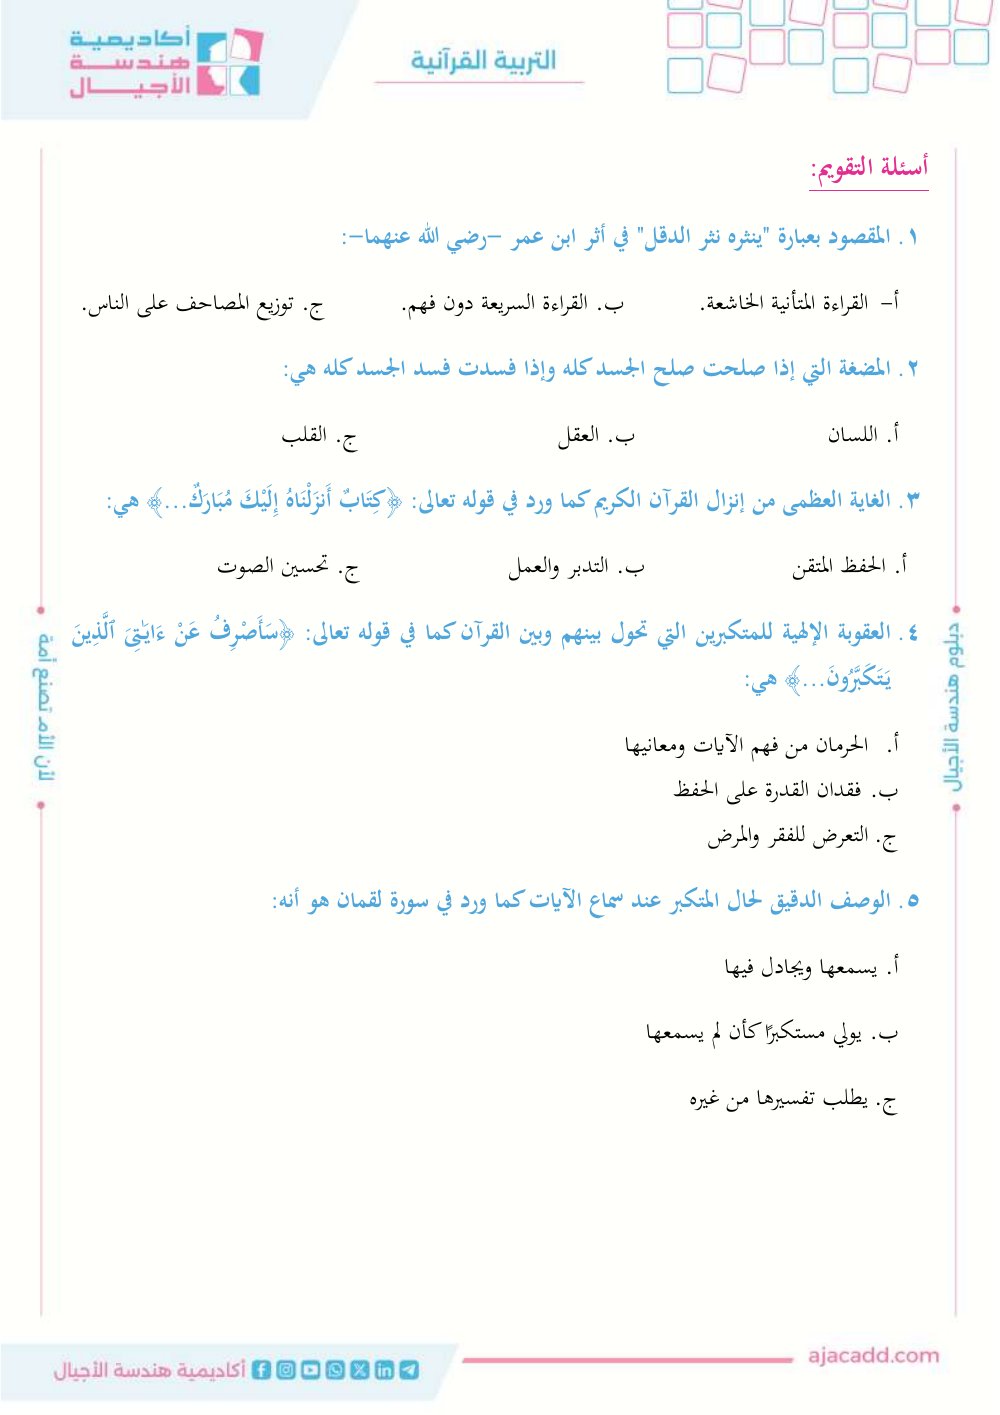 أكاديمية
هندسة
الأجيال
التربية القرآنية
أسئلة التقويم:
١. المقصود بعبارة "ينثره نثر الدقل" في أثر ابن عمر –رضي الله عنهما–:
أ– القراءة المتأنية الخاشعة. ب. القراءة السريعة دون فهم. ج. توزيع المصاحف على الناس.
٢. المضغة التي إذا صلحت صلح الجسد كله وإذا فسدت فسد الجسد كله هي:
أ. اللسان ب. العقل ج. القلب
٣. الغاية العظمى من إنزال القرآن الكريم كما ورد في قوله تعالى: ﴿كِتَابٌ أَنزَلْنَاهُ إِلَيْكَ مُبَارَكٌ...﴾ هي:
أ. الحفظ المتقن ب. التدبر والعمل ج. تحسين الصوت
٤. العقوبة الإلهية للمتكبرين التي تحول بينهم وبين القرآن كما في قوله تعالى: ﴿سَأَصْرِفُ عَنْ ءَايَٰتِىَ ٱلَّذِينَ
يَتَكَبَّرُونَ...﴾ هي:
أ. الحرمان من فهم الآيات ومعانيها
ب. فقدان القدرة على الحفظ
ج. التعرض للفقر والمرض
٥. الوصف الدقيق لحال المتكبر عند سماع الآيات كما ورد في سورة لقمان هو أنه:
أ. يسمعها ويجادل فيها
ب. يولي مستكبرًا كأن لم يسمعها
ج. يطلب تفسيرها من غيره
دبلوم هندسة الأجيال
لأن الأم تصنع أمة
أكاديمية هندسة الأجيال
ajacadd.com